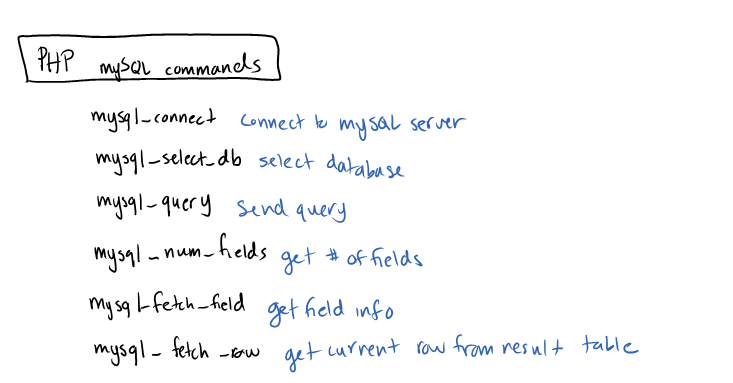 PHP mySQL commands
mysql_connect connect to mysql server
mysql_select_db select database
mysql_query send query
mysql_num_fields get # of fields
mysql_fetch_field get field info
mysql_fetch_row get current row from result table